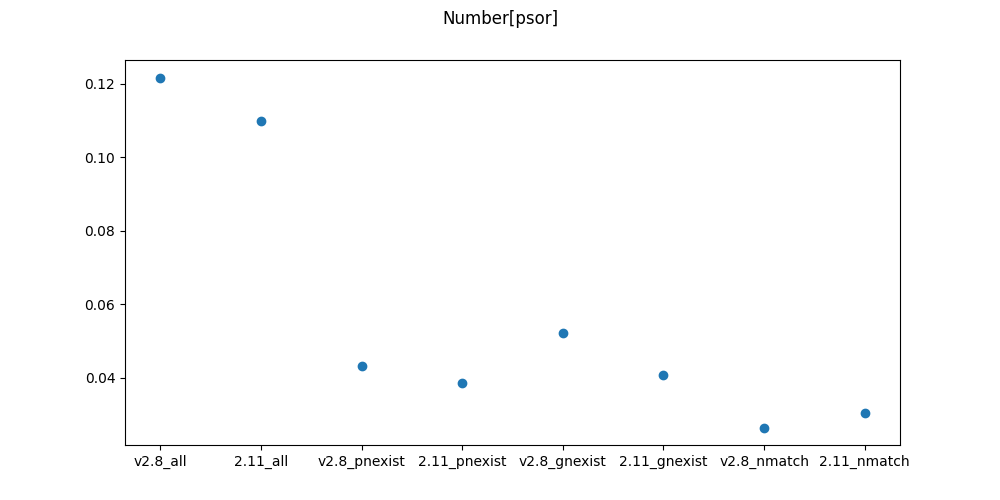 Number[psor]
0.12
0.10
0.08
0.06
0.04
v2.8_all 2.11_all v2.8_pnexist 2.11_pnexist v2.8_gnexist 2.11_gnexist v2.8_nmatch 2.11_nmatch